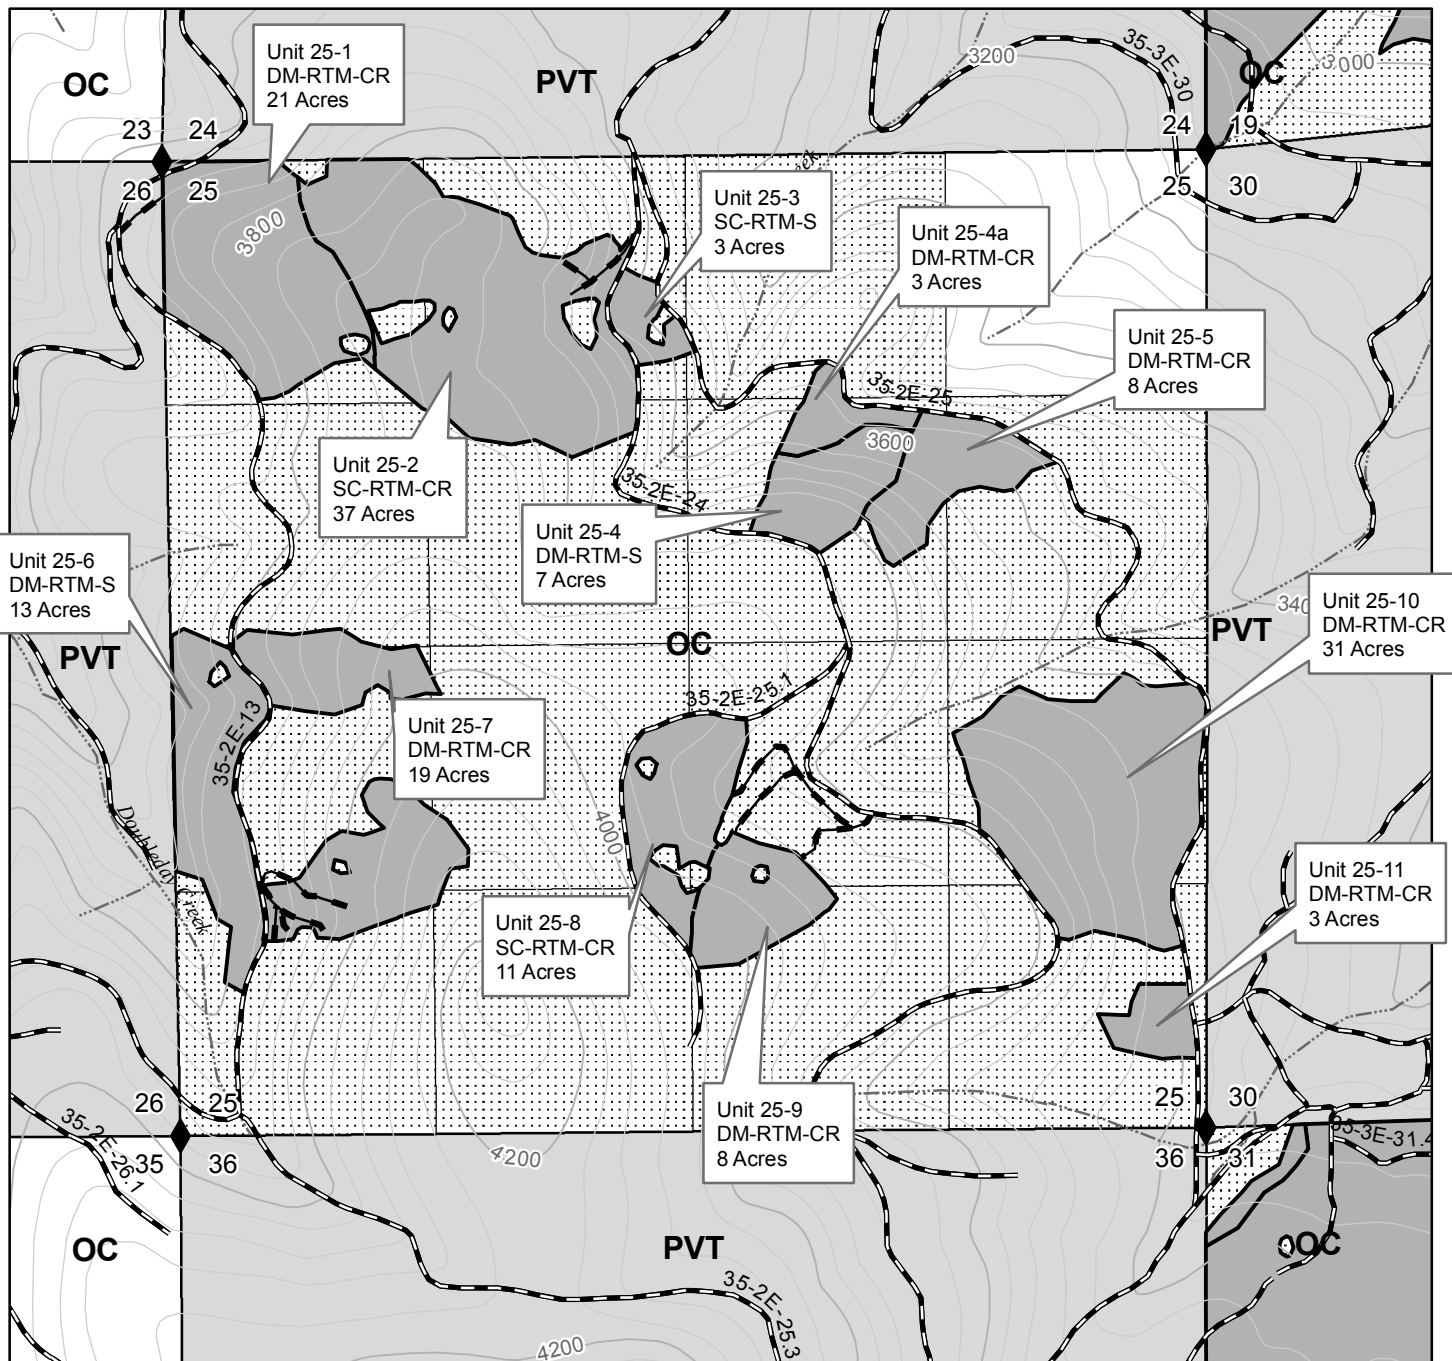 Unit 25-1
DM-RTM-CR
21 Acres
OC
PVT
3200
35-3E-30
OC
3000
23
24
24
19
26
25
25
30
3800
Unit 25-3
SC-RTM-S
3 Acres
Unit 25-4a
DM-RTM-CR
3 Acres
Unit 25-5
DM-RTM-CR
8 Acres
35-2E-25
3600
Unit 25-2
SC-RTM-CR
37 Acres
35-2E-24
Unit 25-4
DM-RTM-S
7 Acres
Unit 25-6
DM-RTM-S
13 Acres
Unit 25-10
DM-RTM-CR
31 Acres
PVT
OC
PVT
35-2E-25.1
35-2E-13
Unit 25-7
DM-RTM-CR
19 Acres
4000
Doubleday Creek
Unit 25-8
SC-RTM-CR
11 Acres
Unit 25-11
DM-RTM-CR
3 Acres
Unit 25-9
DM-RTM-CR
8 Acres
26
25
25
30
35
36
36
31
35-2E-26.1
35-3E-31.4
4200
OC
PVT
OC
35-2E-25.3
4200